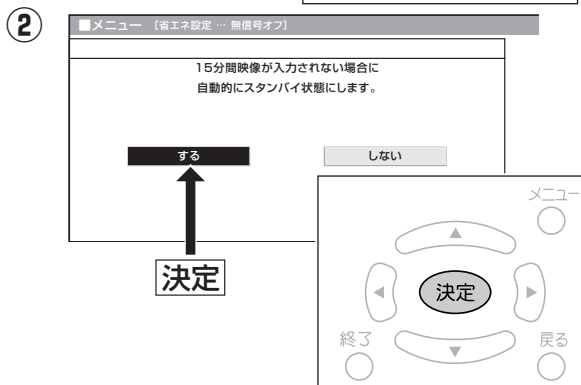 ②
■メニュー [省エネ設定 … 無信号オフ]
15分間映像が入力されない場合に
自動的にスタンバイ状態にします。
する
しない
決定
メニュー
決定
終了
戻る